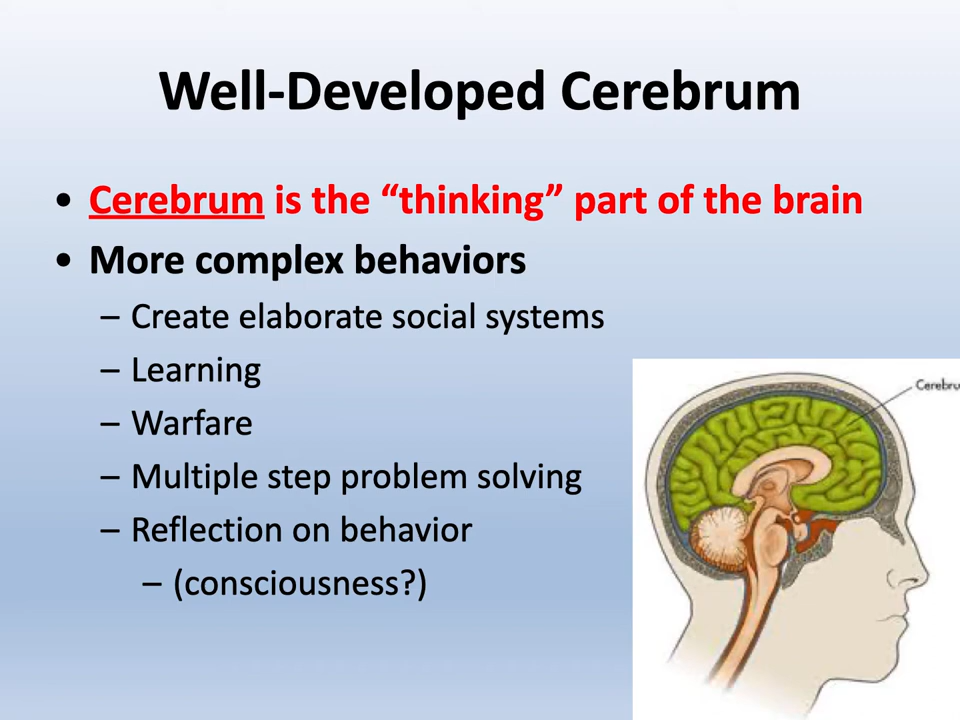 Well-Developed Cerebrum
• Cerebrum is the “thinking” part of the brain
• More complex behaviors
– Create elaborate social systems
– Learning
– Warfare
– Multiple step problem solving
– Reflection on behavior
– (consciousness?)
Cerebru